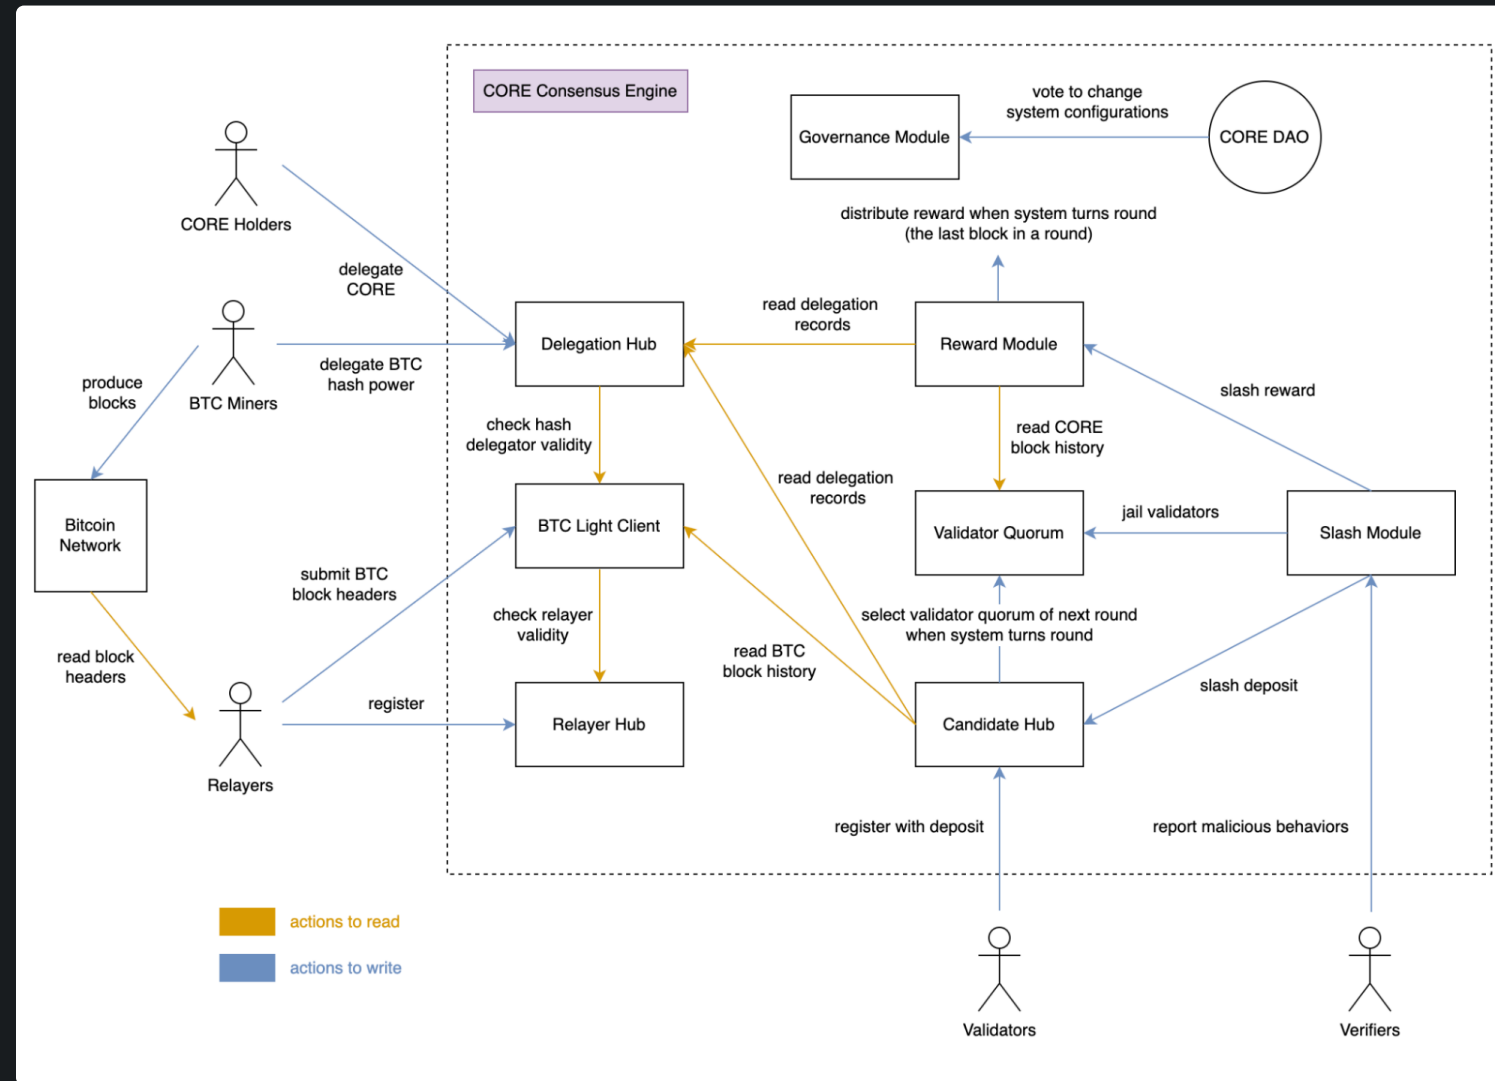 CORE Consensus Engine
vote to change
system configurations
Governance Module
CORE DAO
CORE Holders
distribute reward when system turns round
(the last block in a round)
delegate
CORE
read delegation
records
Delegation Hub
Reward Module
delegate BTC
hash power
BTC Miners
produce
blocks
slash reward
check hash
delegator validity
read CORE
block history
read delegation
records
Bitcoin
Network
BTC Light Client
Validator Quorum
jail validators
Slash Module
submit BTC
block headers
check relayer
validity
select validator quorum of next round
when system turns round
read block
headers
read BTC
block history
slash deposit
register
Relayer Hub
Candidate Hub
Relayers
register with deposit
report malicious behaviors
actions to read
actions to write
Validators
Verifiers